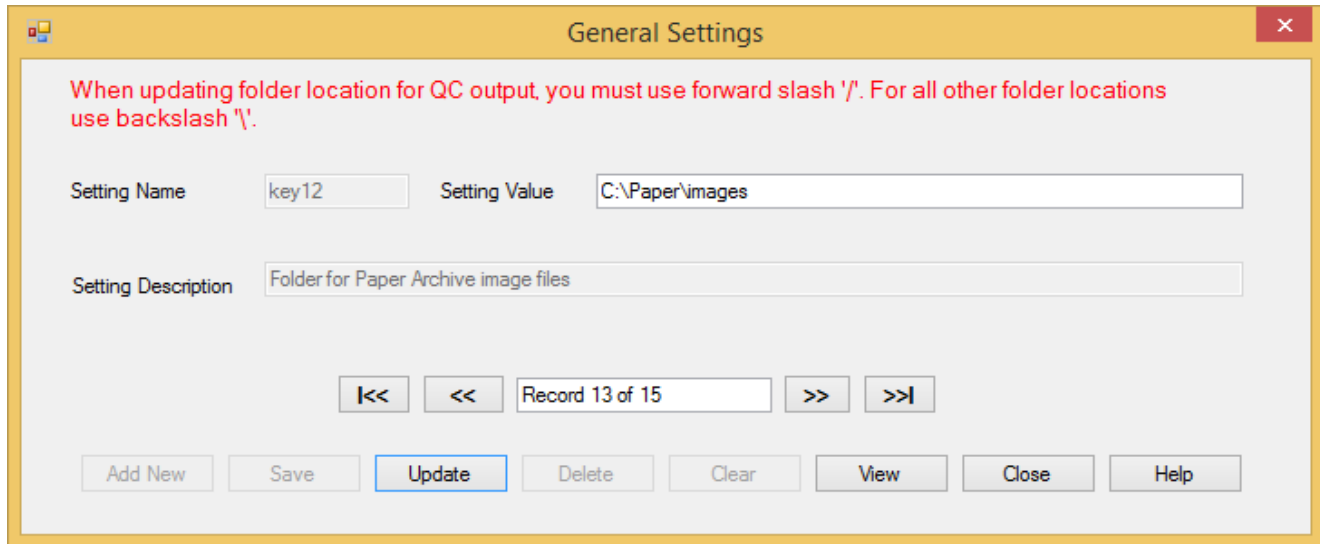 General Settings
When updating folder location for QC output, you must use forward slash '/'. For all other folder locations
use backslash '\'.
Setting Name key12 Setting Value C:\Paper\images
Setting Description Folder for Paper Archive image files
|<< << Record 13 of 15 >> >>|
Add New Save Update Delete Clear View Close Help